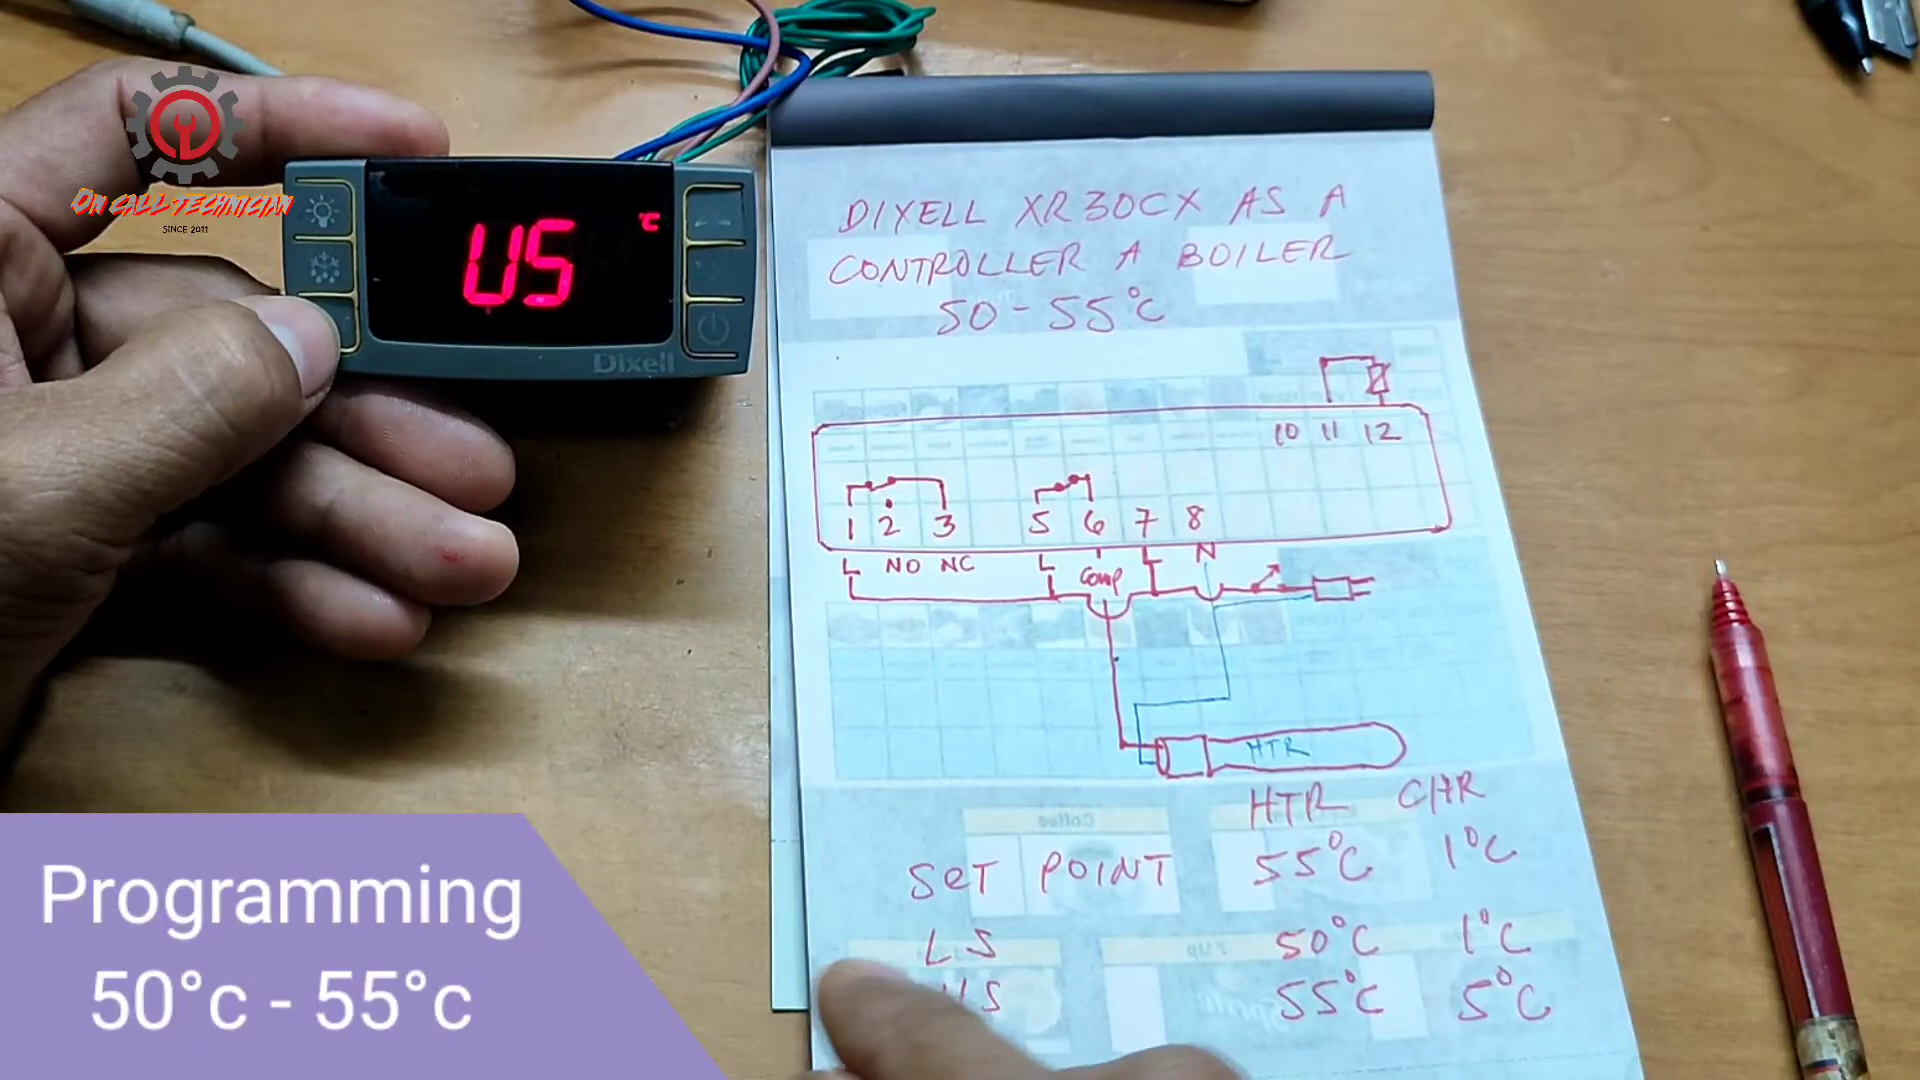 On Call Technician
SINCE 2011
US °C
Dixell
DIXELL XR30CX AS A
CONTROLLER A BOILER
50-55°C
10 11 12
1 2 3 5 6 7 8
L NO NC L Comp L N
HTR
HTR CHR
SET POINT 55°C 1°C
LS 50°C 1°C
US 55°C 5°C
Programming
50°c - 55°c